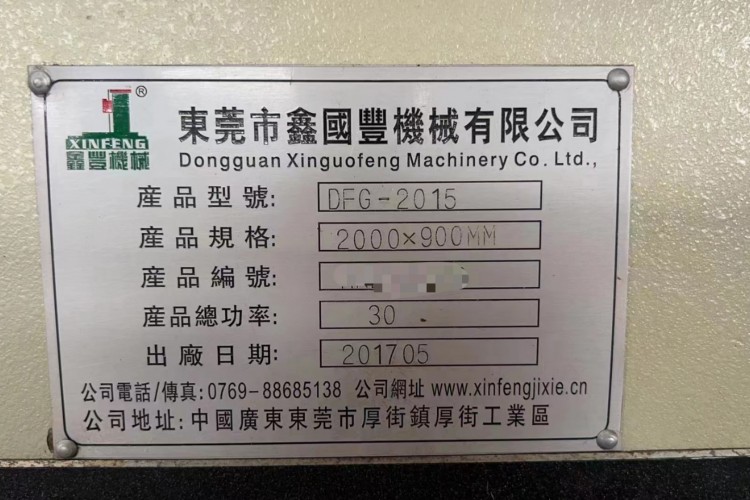 ®
XINFENG
鑫豐機械
東莞市鑫國豐機械有限公司
Dongguan Xinguofeng Machinery Co. Ltd.,
産品型號: DFG-2015
産品規格: 2000×900MM
産品編號:
産品總功率: 30
出廠日期: 201705
公司電話/傳真:0769-88685138 公司網址 www.xinfengjixie.cn
公司地址:中國廣東東莞市厚街鎮厚街工業區